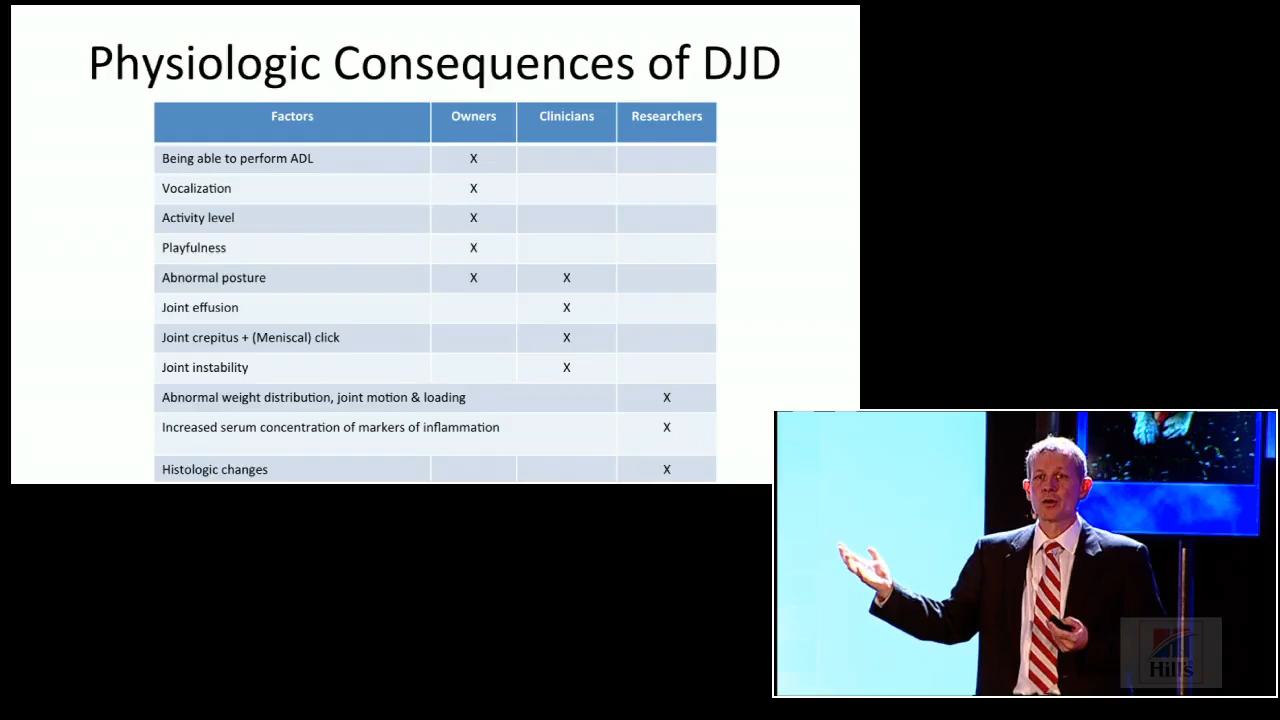 Physiologic Consequences of DJD
Factors Owners Clinicians Researchers
Being able to perform ADL X
Vocalization X
Activity level X
Playfulness X
Abnormal posture X X
Joint effusion X
Joint crepitus + (Meniscal) click X
Joint instability X
Abnormal weight distribution, joint motion & loading X
Increased serum concentration of markers of inflammation X
Histologic changes X
Hill's